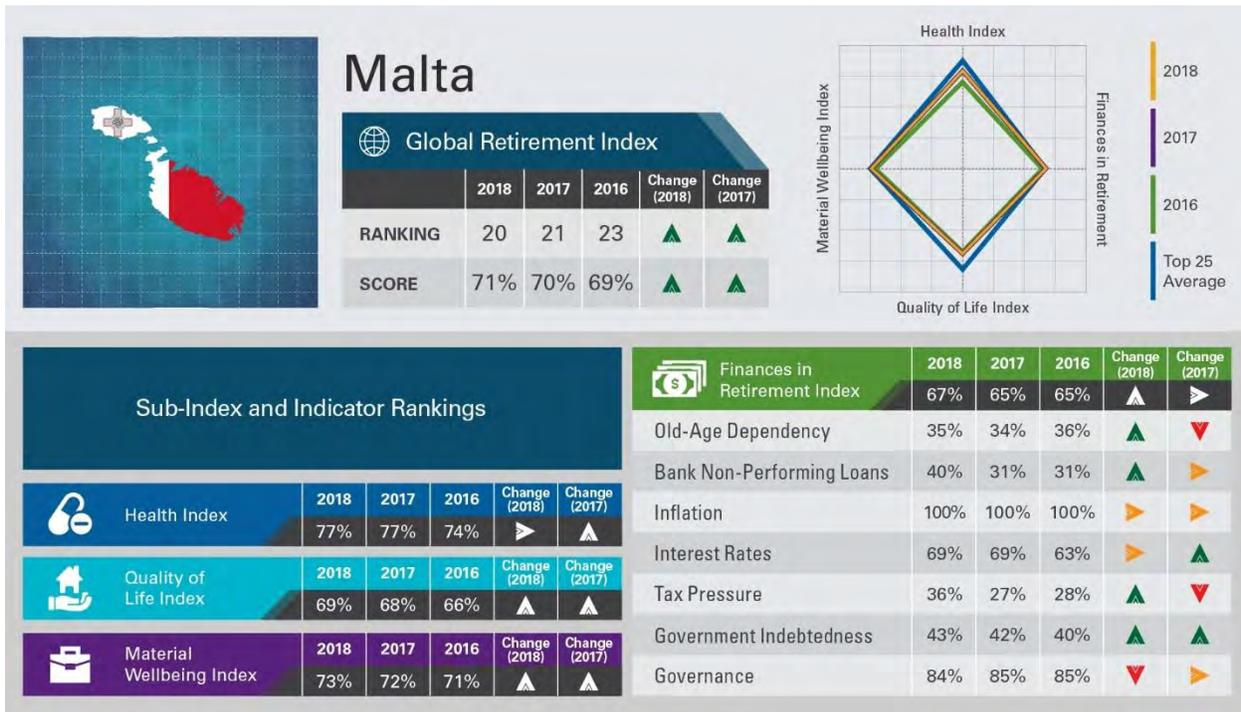 Malta
Global Retirement Index
2018 2017 2016 Change (2018) Change (2017)
RANKING 20 21 23
SCORE 71% 70% 69%
Health Index
Material Wellbeing Index
Finances in Retirement
Quality of Life Index
2018
2017
2016
Top 25
Average
Sub-Index and Indicator Rankings
Health Index
2018 2017 2016 Change (2018) Change (2017)
77% 77% 74%
Quality of
Life Index
2018 2017 2016 Change (2018) Change (2017)
69% 68% 66%
Material
Wellbeing Index
2018 2017 2016 Change (2018) Change (2017)
73% 72% 71%
Finances in
Retirement Index
2018 2017 2016 Change (2018) Change (2017)
67% 65% 65%
Old-Age Dependency 35% 34% 36%
Bank Non-Performing Loans 40% 31% 31%
Inflation 100% 100% 100%
Interest Rates 69% 69% 63%
Tax Pressure 36% 27% 28%
Government Indebtedness 43% 42% 40%
Governance 84% 85% 85%